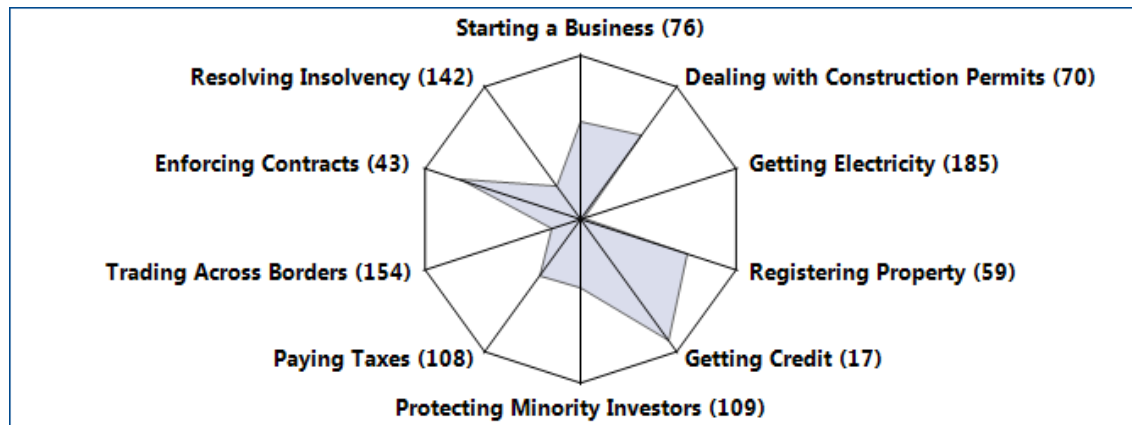 Starting a Business (76)
Resolving Insolvency (142)
Dealing with Construction Permits (70)
Enforcing Contracts (43)
Getting Electricity (185)
Trading Across Borders (154)
Registering Property (59)
Paying Taxes (108)
Getting Credit (17)
Protecting Minority Investors (109)